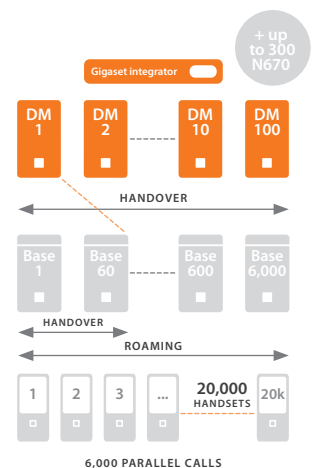 + up
to 300
N670
Gigaset integrator
DM
1
DM
2
DM
10
DM
100
HANDOVER
Base
1
Base
60
Base
600
Base
6,000
HANDOVER
ROAMING
1
2
3
...
20,000
HANDSETS
20k
6,000 PARALLEL CALLS